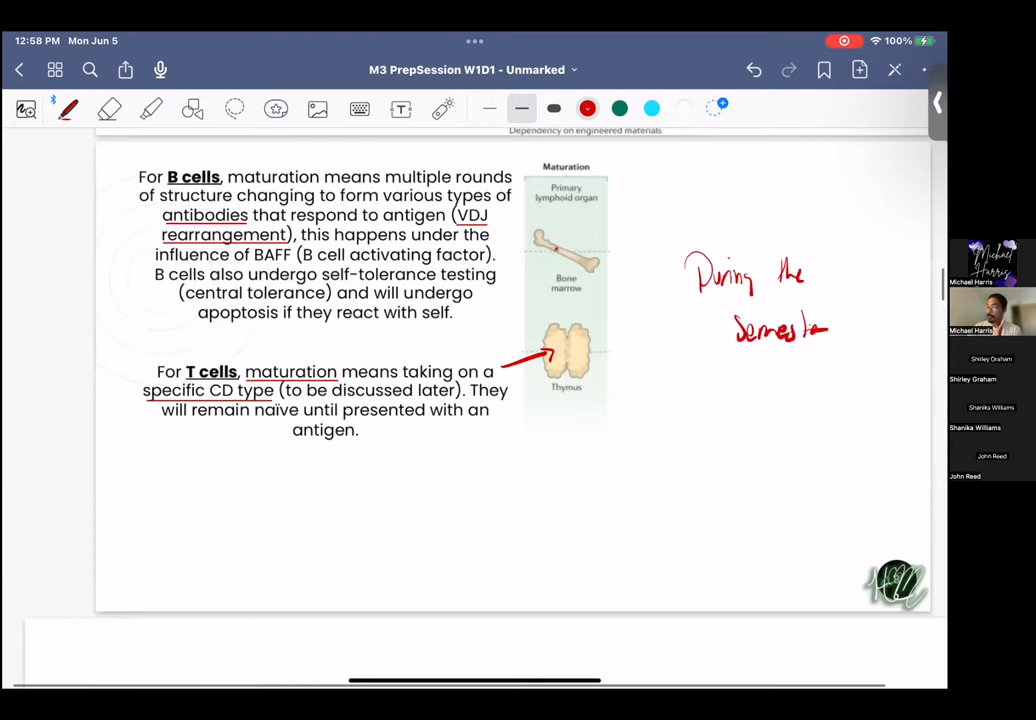 12:58 PM Mon Jun 5
100%
M3 PrepSession W1D1 - Unmarked
Dependency on engineered materials
For B cells, maturation means multiple rounds
of structure changing to form various types of
antibodies that respond to antigen (VDJ
rearrangement), this happens under the
influence of BAFF (B cell activating factor).
B cells also undergo self-tolerance testing
(central tolerance) and will undergo
apoptosis if they react with self.
For T cells, maturation means taking on a
specific CD type (to be discussed later). They
will remain naïve until presented with an
antigen.
Maturation
Primary
lymphoid organ
Bone
marrow
Thymus
During the
Semester
Michael
Harris
Michael Harris
Michael Harris
Shirley Graham
Shirley Graham
Shanika Williams
Shanika Williams
John Reed
John Reed